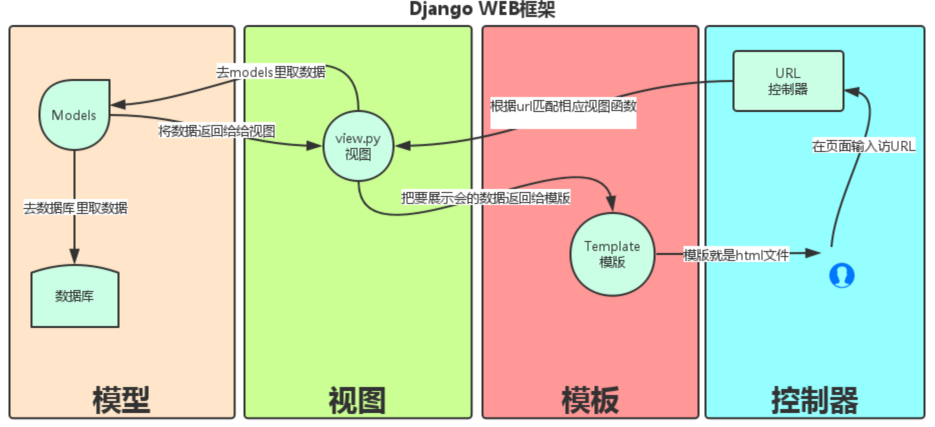 Django WEB框架
去models里取数据
Models
将数据返回给给视图
去数据库里取数据
数据库
view.py
视图
根据url匹配相应视图函数
把要展示会的数据返回给模版
Template
模版
模版就是html文件
URL
控制器
在页面输入访URL
模型
视图
模板
控制器